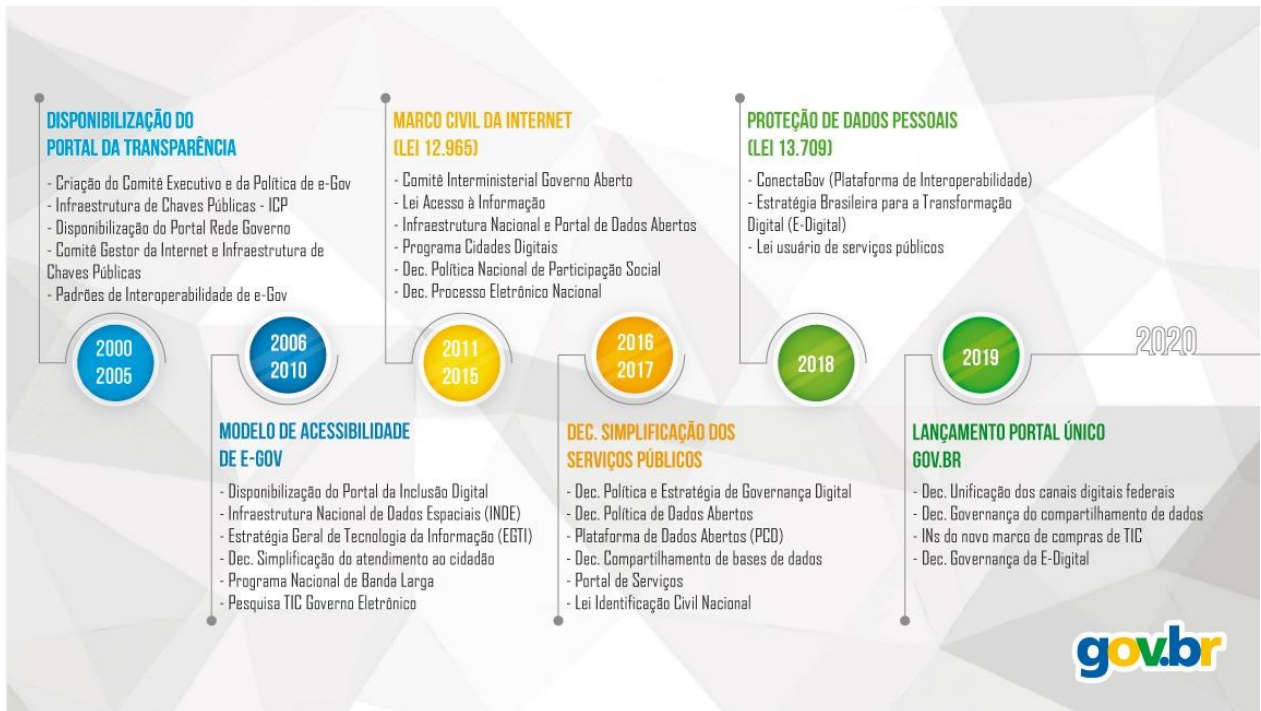 DISPONIBILIZAÇÃO DO
PORTAL DA TRANSPARÊNCIA
- Criação do Comitê Executivo e da Política de e-Gov
- Infraestrutura de Chaves Públicas - ICP
- Disponibilização do Portal Rede Governo
- Comitê Gestor da Internet e Infraestrutura de
Chaves Públicas
- Padrões de Interoperabilidade de e-Gov
2000
2005
MODELO DE ACESSIBILIDADE
DE E-GOV
- Disponibilização do Portal da Inclusão Digital
- Infraestrutura Nacional de Dados Espaciais (INDE)
- Estratégia Geral de Tecnologia da Informação (EGTI)
- Dec. Simplificação do atendimento ao cidadão
- Programa Nacional de Banda Larga
- Pesquisa TIC Governo Eletrônico
2006
2010
MARCO CIVIL DA INTERNET
(LEI 12.965)
- Comitê Interministerial Governo Aberto
- Lei Acesso à Informação
- Infraestrutura Nacional e Portal de Dados Abertos
- Programa Cidades Digitais
- Dec. Política Nacional de Participação Social
- Dec. Processo Eletrônico Nacional
2011
2015
DEC. SIMPLIFICAÇÃO DOS
SERVIÇOS PÚBLICOS
- Dec. Política e Estratégia de Governança Digital
- Dec. Política de Dados Abertos
- Plataforma de Dados Abertos (PCD)
- Dec. Compartilhamento de bases de dados
- Portal de Serviços
- Lei Identificação Civil Nacional
2016
2017
PROTEÇÃO DE DADOS PESSOAIS
(LEI 13.709)
- ConectaGov (Plataforma de Interoperabilidade)
- Estratégia Brasileira para a Transformação
Digital (E-Digital)
- Lei usuário de serviços públicos
2018
LANÇAMENTO PORTAL ÚNICO
GOV.BR
- Dec. Unificação dos canais digitais federais
- Dec. Governança do compartilhamento de dados
- INs do novo marco de compras de TIC
- Dec. Governança da E-Digital
2019
2020
gov.br